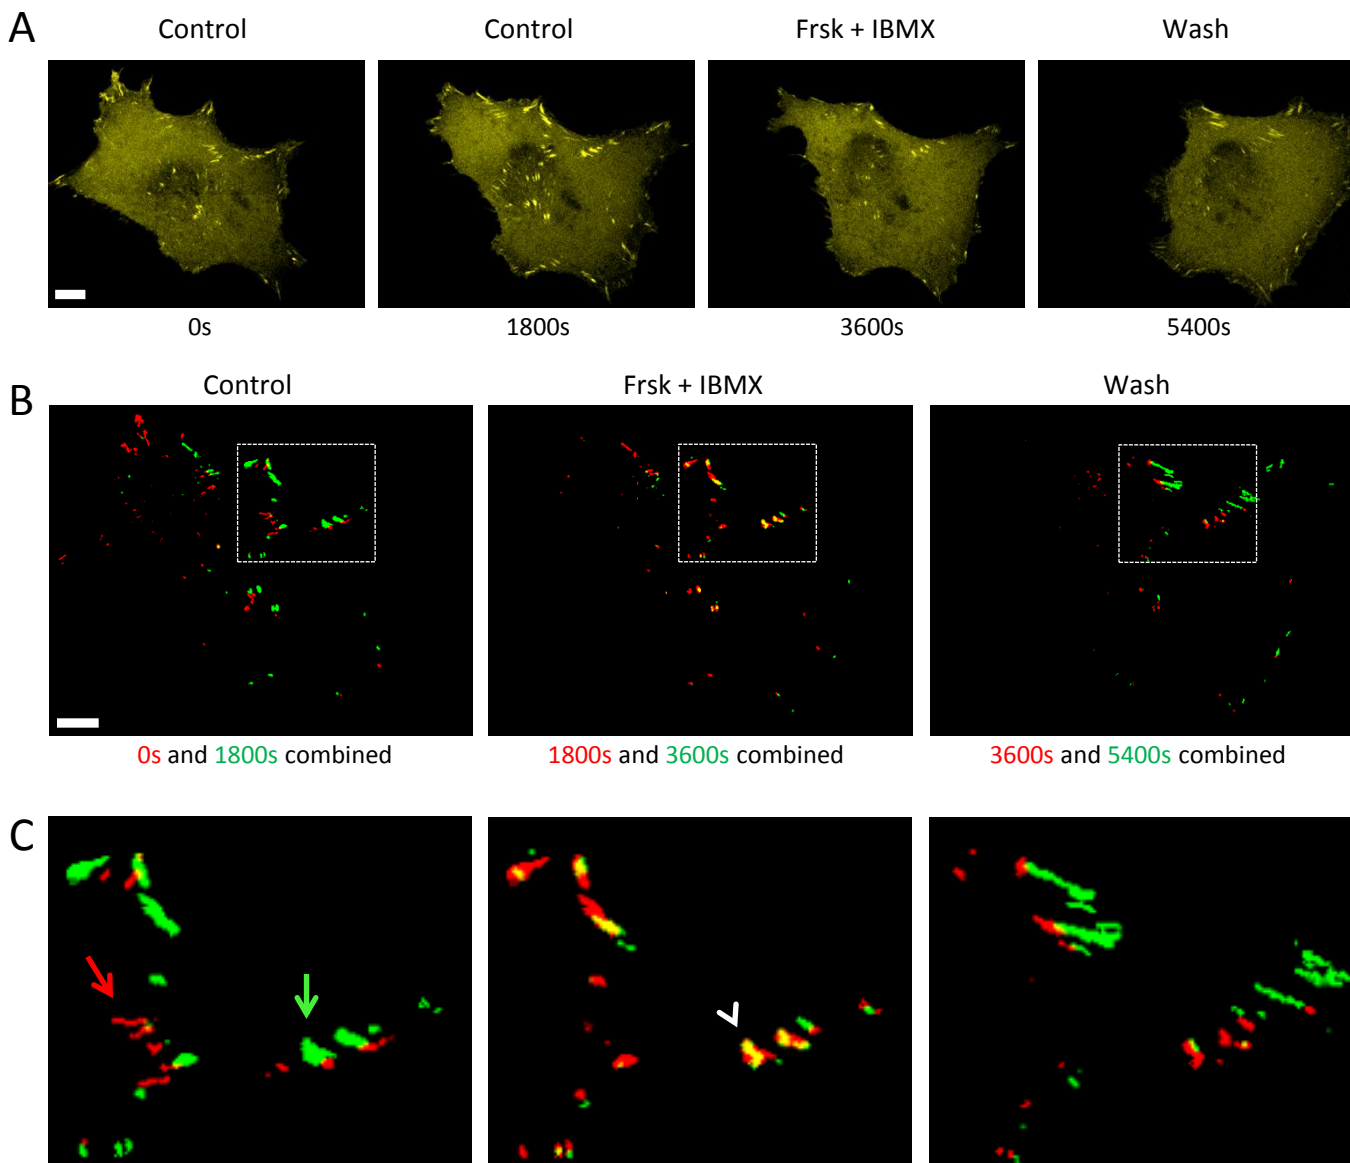 A
Control Control Frsk + IBMX Wash
0s 1800s 3600s 5400s
B
Control Frsk + IBMX Wash
0s and 1800s combined 1800s and 3600s combined 3600s and 5400s combined
C